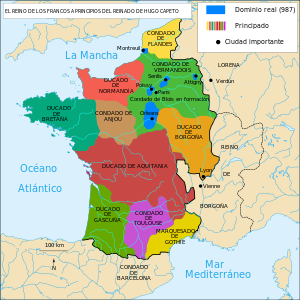 EL REINO DE LOS FRANCOS A PRINCIPIOS DEL REINADO DE HUGO CAPETO
Dominio real (987)
Principado
Ciudad importante
La Mancha
CONDADO
DE
FLANDES
Montreuil
CONDADO DE
VERMANDOIS
Senlis
Attigny
LORENA
Verdún
DUCADO
DE
NORMANDÍA
Poissy
París
Condado de Blois en formación
DUCADO
DE
BRETAÑA
CONDADO DE
ANJOU
Orleans
DUCADO
DE
BORGOÑA
REINO
DE
BORGOÑA
DUCADO DE AQUITANIA
Océano
Atlántico
Lyon
Vienne
DUCADO
DE
GASCUÑA
CONDADO
DE
TOULOUSE
MARQUESADO
DE
GOTHIE
100 km
N
CONDADO
DE
BARCELONA
Mar
Mediterráneo